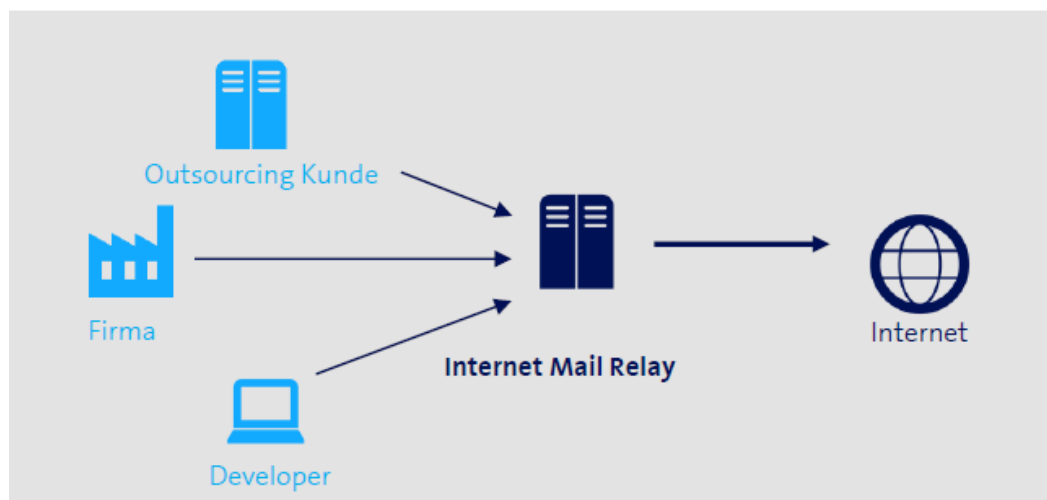 Outsourcing Kunde
Firma
Internet Mail Relay
Internet
Developer